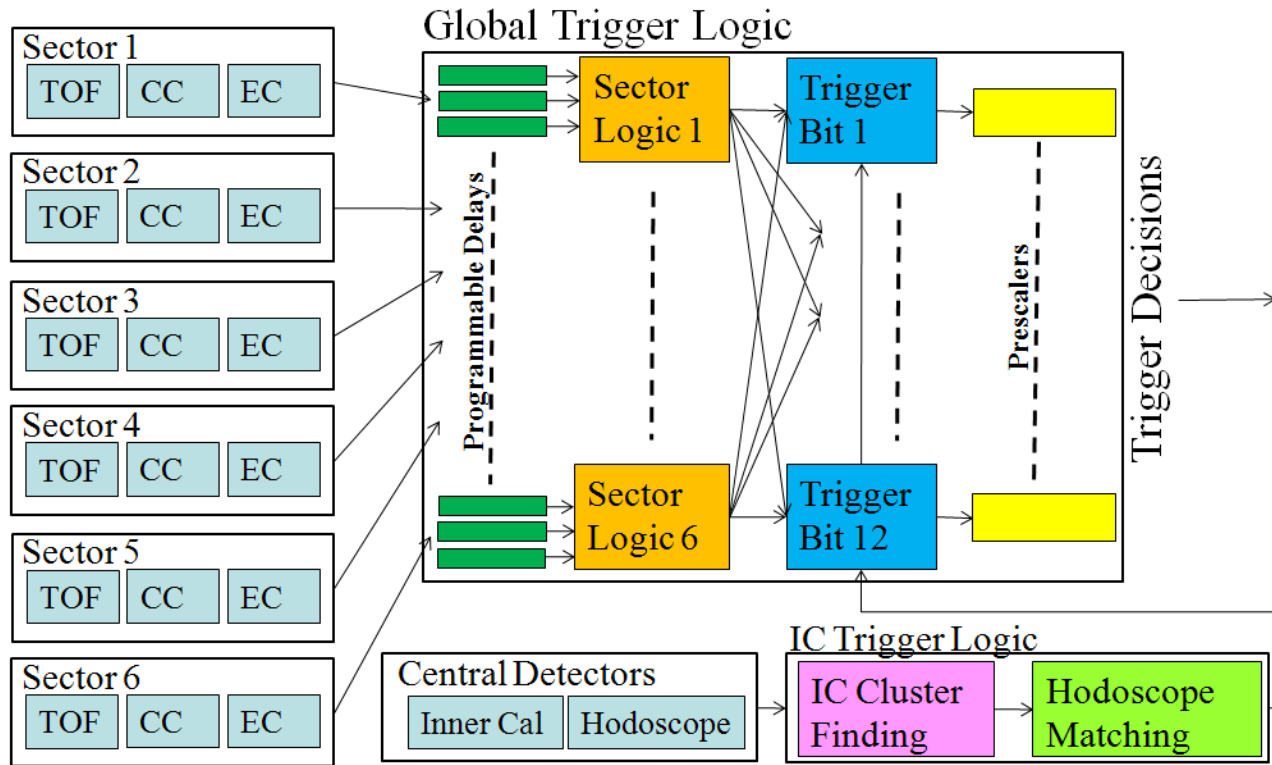 Global Trigger Logic
Sector 1
TOF CC EC
Sector 2
TOF CC EC
Sector 3
TOF CC EC
Sector 4
TOF CC EC
Sector 5
TOF CC EC
Sector 6
TOF CC EC
Programmable Delays
Sector
Logic 1
Sector
Logic 6
Trigger
Bit 1
Trigger
Bit 12
Prescalers
Trigger Decisions
Central Detectors
Inner Cal Hodoscope
IC Trigger Logic
IC Cluster
Finding
Hodoscope
Matching